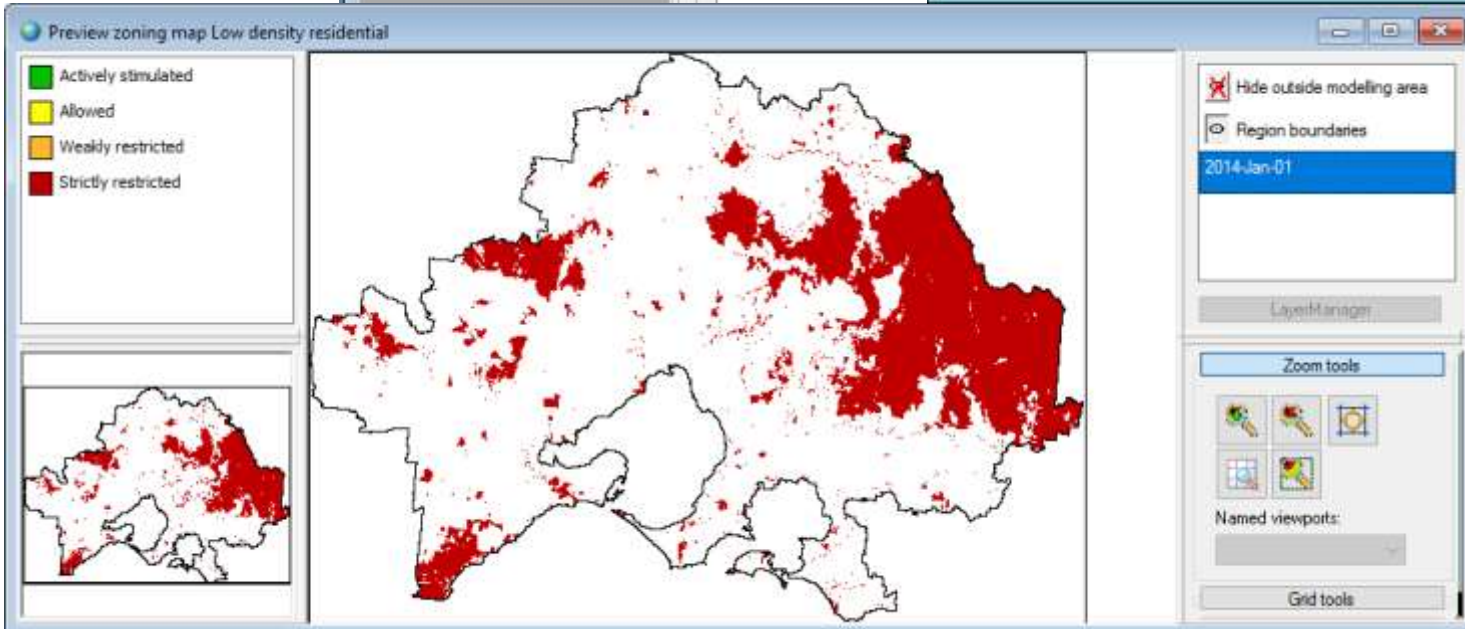 Preview zoning map Low density residential
Actively stimulated
Allowed
Weakly restricted
Strictly restricted
Hide outside modelling area
Region boundaries
2014-Jan-01
LayerManager
Zoom tools
Named viewports:
Grid tools